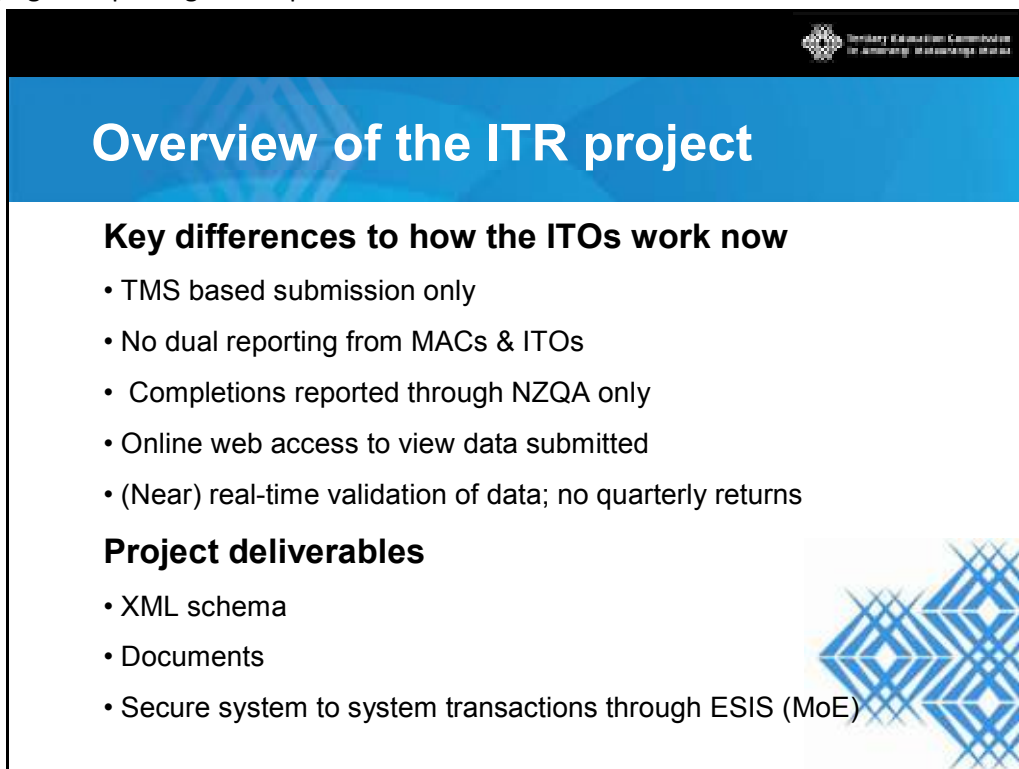 Tertiary Education Commission
Overview of the ITR project
Key differences to how the ITOs work now
• TMS based submission only
• No dual reporting from MACs & ITOs
• Completions reported through NZQA only
• Online web access to view data submitted
• (Near) real-time validation of data; no quarterly returns
Project deliverables
• XML schema
• Documents
• Secure system to system transactions through ESIS (MoE)